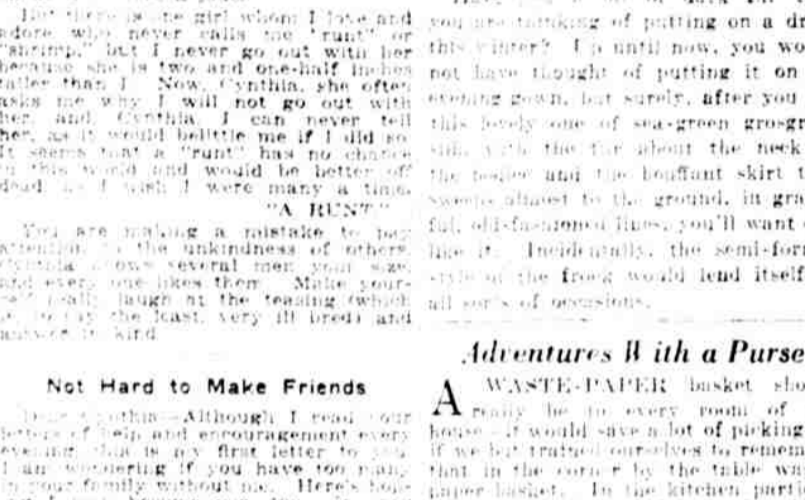 But there is one girl whom I love and
adore who never calls me "runt" or
"shrimp," but I never go out with her
because she is two and one-half inches
taller than I. Now, Cynthia, she often
asks me why I will not go out with
her, and, Cynthia, I can never tell
her, as it would belittle me if I did so.
It seems that a "runt" has no chance
in this world and would be better off
dead, as I wish I were many a time.
"A RUNT."
You are making a mistake to pay
attention to the unkindness of others.
Cynthia knows several men your size,
and every one likes them. Make your-
self really laugh at the teasing (which
is, to say the least, very ill bred) and
answer in kind.
Not Hard to Make Friends
Dear Cynthia—Although I read your
letters of help and encouragement every
evening, this is my first letter to you.
I am wondering if you have too many
in your family without me. Here's hop-
you are thinking of putting on a
this winter? Up until now, you
not have thought of putting it on
evening gown, but surely, after you
this lovely one of sea-green
silk with the fur about the neck
the and the bouffant skirt
sweeps almost to the ground, in
ful, old-fashioned lines, you'll want
like it. Incidentally, the
style of the frock would lend itself
all sorts of occasions.
Adventures With a Purse
A WASTE-PAPER basket
really be in every room of
house. It would save a lot of picking
if we but trained ourselves to
that in the corner by the table
paper basket. In the kitchen